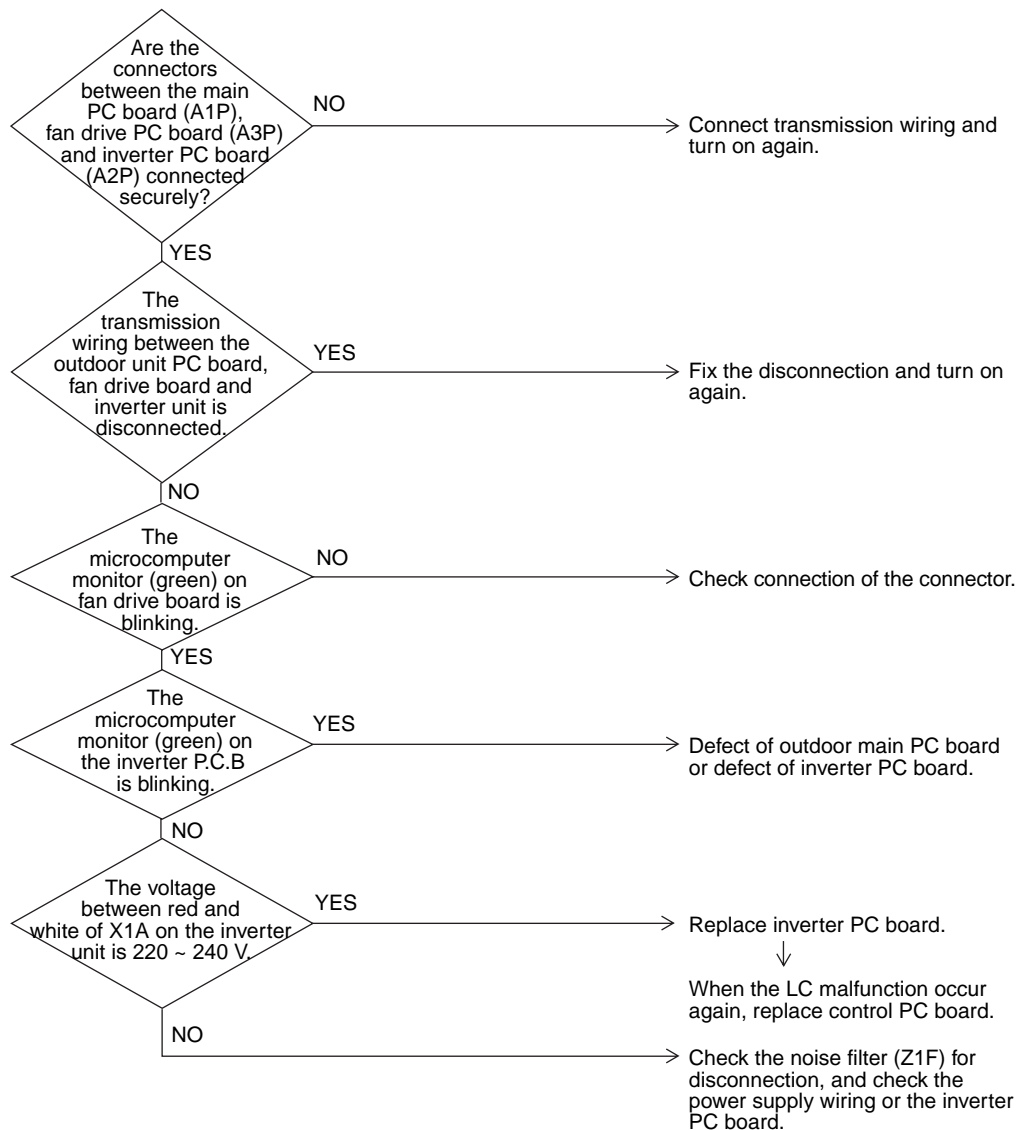 Are the
connectors
between the main
PC board (A1P),
fan drive PC board (A3P)
and inverter PC board
(A2P) connected
securely?
NO
Connect transmission wiring and
turn on again.
YES
The
transmission
wiring between the
outdoor unit PC board,
fan drive board and
inverter unit is
disconnected.
YES
Fix the disconnection and turn on
again.
NO
The
microcomputer
monitor (green) on
fan drive board is
blinking.
NO
Check connection of the connector.
YES
The
microcomputer
monitor (green) on
the inverter P.C.B
is blinking.
YES
Defect of outdoor main PC board
or defect of inverter PC board.
NO
The voltage
between red and
white of X1A on the inverter
unit is 220 ~ 240 V.
YES
Replace inverter PC board.
When the LC malfunction occur
again, replace control PC board.
NO
Check the noise filter (Z1F) for
disconnection, and check the
power supply wiring or the inverter
PC board.